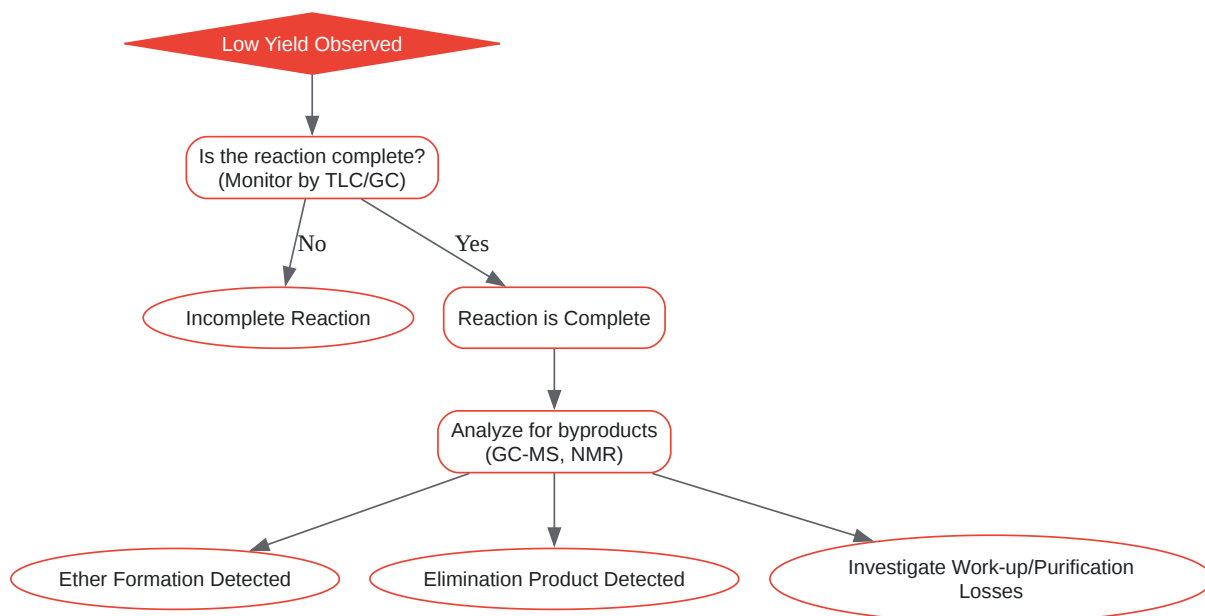 Low Yield Observed
Is the reaction complete?
(Monitor by TLC/GC)
No
Yes
Incomplete Reaction
Reaction is Complete
Analyze for byproducts
(GC-MS, NMR)
Ether Formation Detected
Elimination Product Detected
Investigate Work-up/Purification
Losses